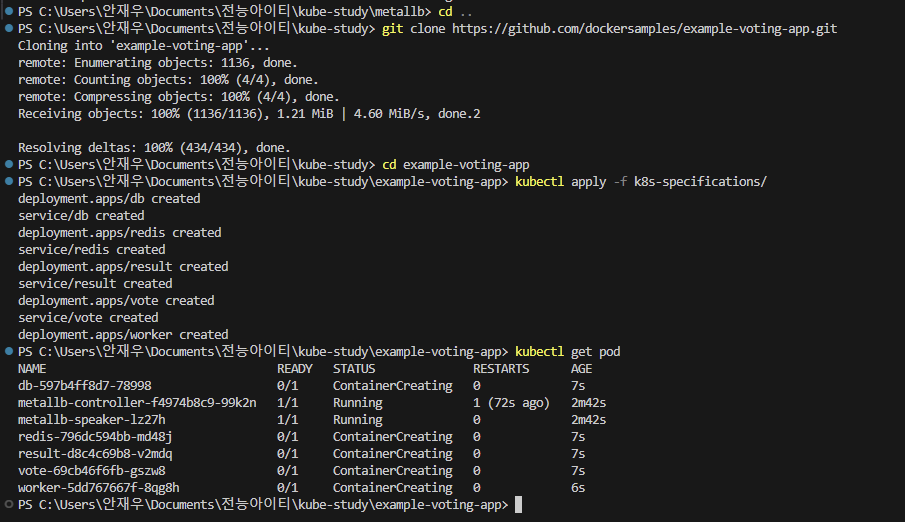 PS C:\Users\안재우\Documents\전능아이티\kube-study\metallb> cd ..
PS C:\Users\안재우\Documents\전능아이티\kube-study> git clone https://github.com/dockersamples/example-voting-app.git
Cloning into 'example-voting-app'...
remote: Enumerating objects: 1136, done.
remote: Counting objects: 100% (4/4), done.
remote: Compressing objects: 100% (4/4), done.
Receiving objects: 100% (1136/1136), 1.21 MiB | 4.60 MiB/s, done.2
Resolving deltas: 100% (434/434), done.
PS C:\Users\안재우\Documents\전능아이티\kube-study> cd example-voting-app
PS C:\Users\안재우\Documents\전능아이티\kube-study\example-voting-app> kubectl apply -f k8s-specifications/
deployment.apps/db created
service/db created
deployment.apps/redis created
service/redis created
deployment.apps/result created
service/result created
deployment.apps/vote created
service/vote created
deployment.apps/worker created
PS C:\Users\안재우\Documents\전능아이티\kube-study\example-voting-app> kubectl get pod
NAME READY STATUS RESTARTS AGE
db-597b4ff8d7-78998 0/1 ContainerCreating 0 7s
metallb-controller-f4974b8c9-99k2n 1/1 Running 1 (72s ago) 2m42s
metallb-speaker-lz27h 1/1 Running 0 2m42s
redis-796dc594bb-md48j 0/1 ContainerCreating 0 7s
result-d8c4c69b8-v2mdq 0/1 ContainerCreating 0 7s
vote-69cb46f6fb-gszw8 0/1 ContainerCreating 0 7s
worker-5dd767667f-8qg8h 0/1 ContainerCreating 0 6s
PS C:\Users\안재우\Documents\전능아이티\kube-study\example-voting-app>